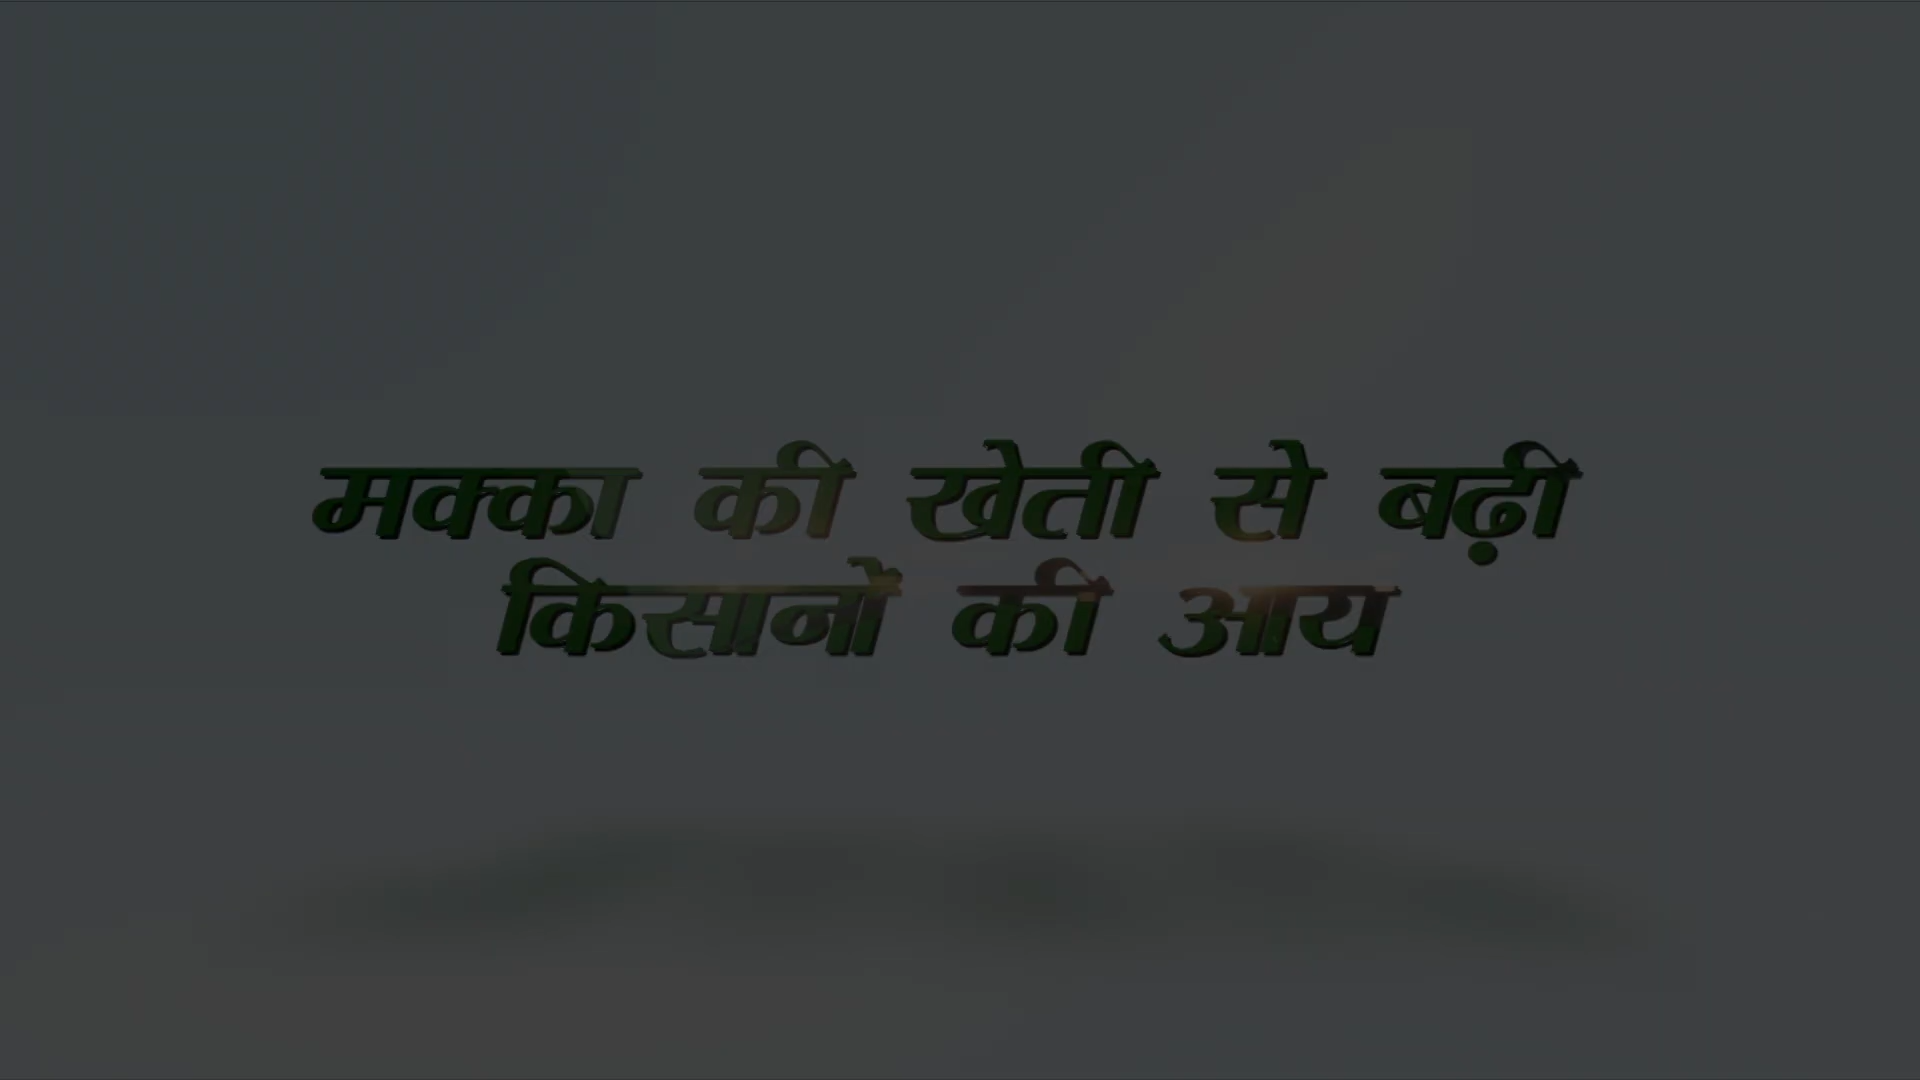 मक्का की खेती से बढ़ी
किसानों की आय